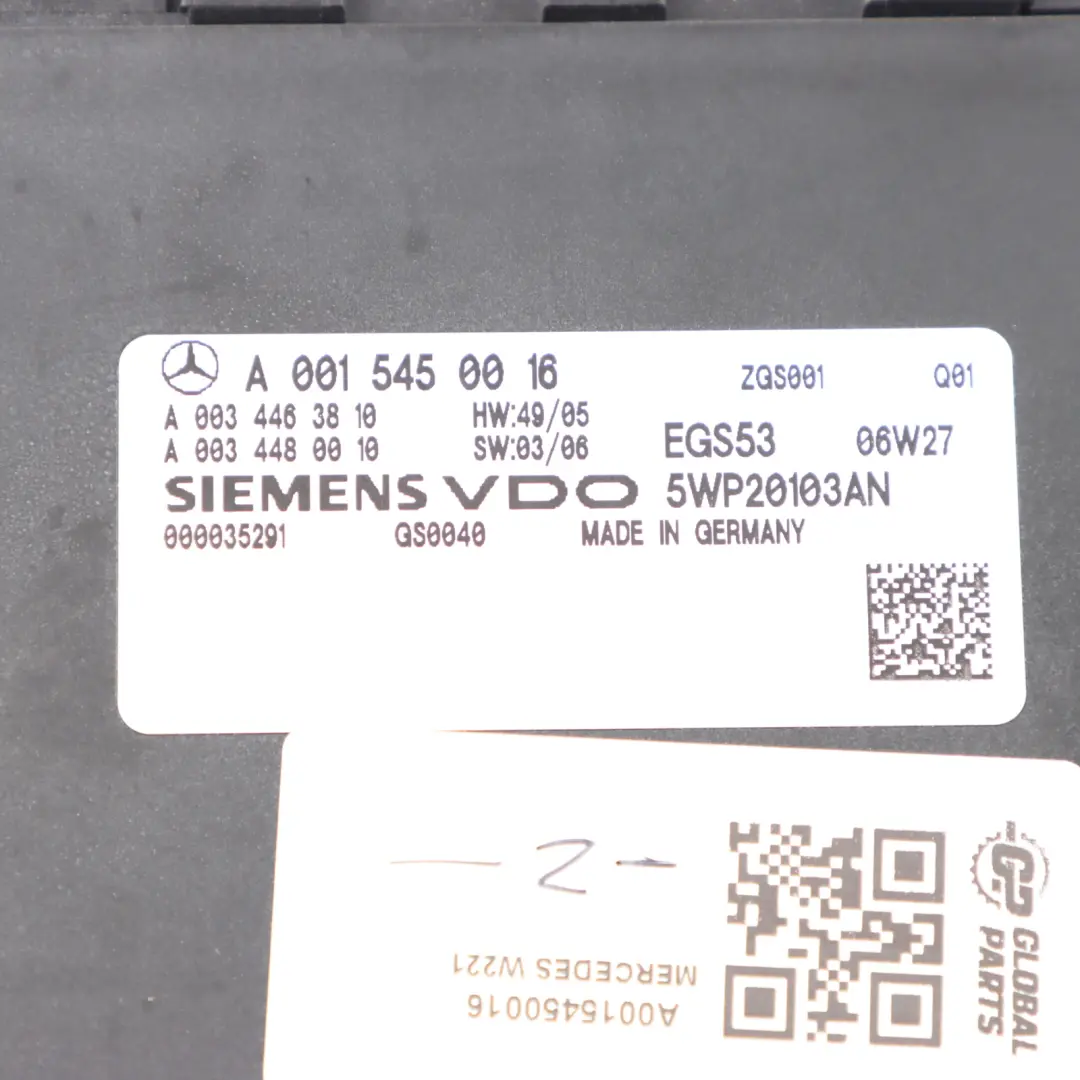 A 001 545 00 16 ZGS001 Q01
A 003 446 38 10 HW:49/05
A 003 448 00 10 SW:03/06 EGS53 06W27
SIEMENS VDO 5WP20103AN
000035291 GS0040 MADE IN GERMANY
- 2 -
GP GLOBAL
PARTS
MERCEDES W221
A0015450016